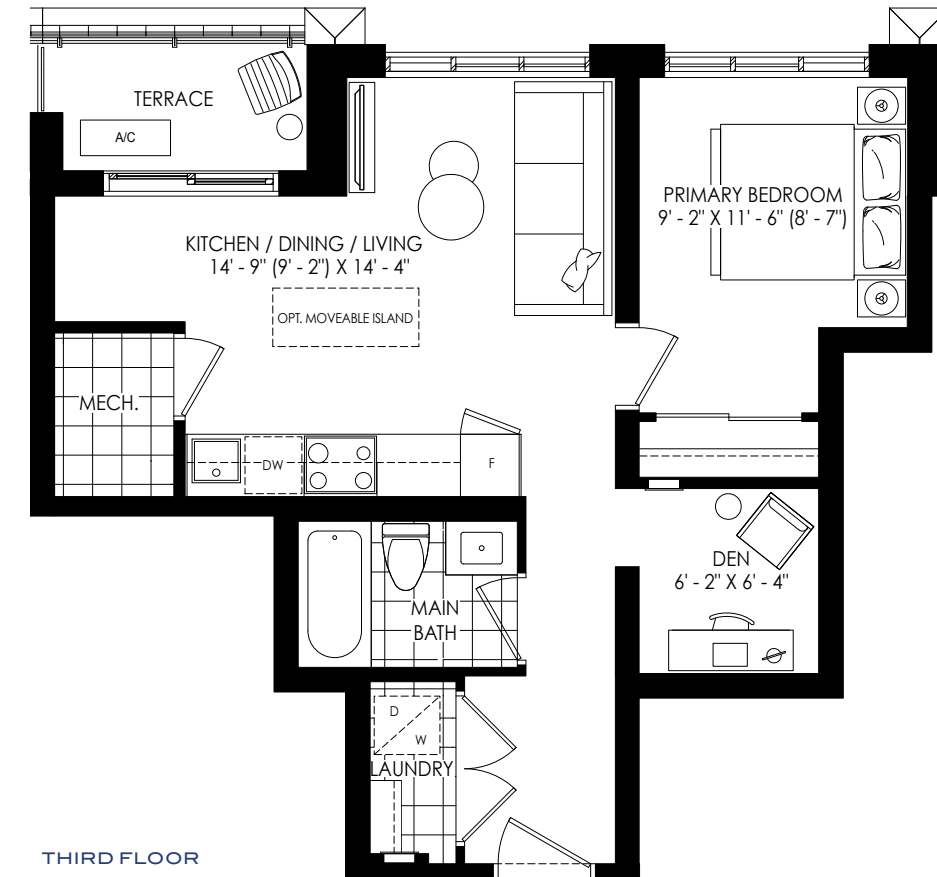 TERRACE
A/C
PRIMARY BEDROOM
9' - 2" X 11' - 6" (8' - 7")
KITCHEN / DINING / LIVING
14' - 9" (9' - 2") X 14' - 4"
OPT. MOVEABLE ISLAND
MECH.
DW
F
DEN
6' - 2" X 6' - 4"
MAIN
BATH
D
W
LAUNDRY
THIRD FLOOR